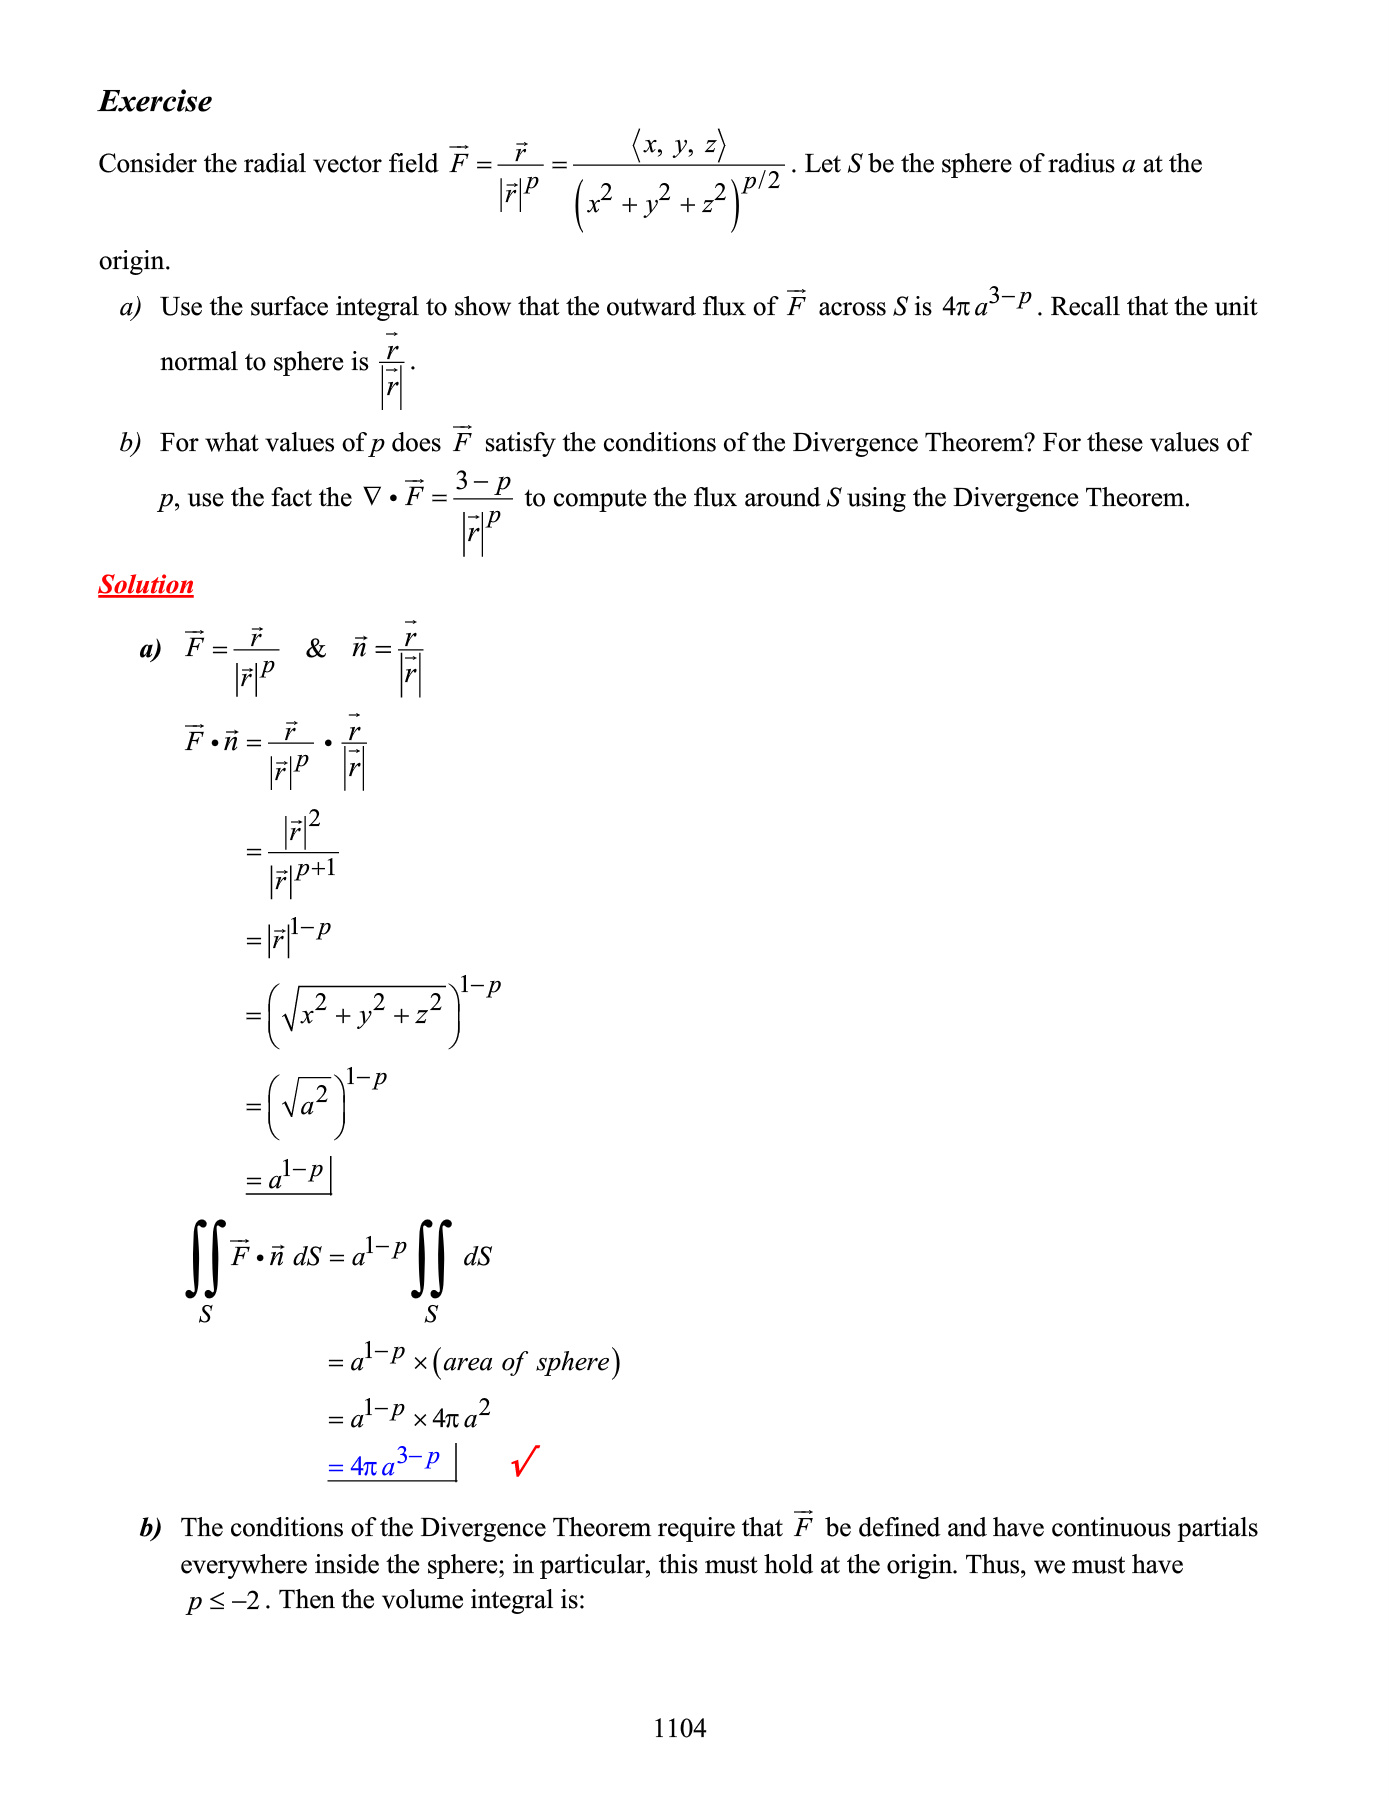 Exercise
Consider the radial vector field $\vec{F} = \frac{\vec{r}}{|\vec{r}|^p} = \frac{\langle x, y, z \rangle}{(x^2 + y^2 + z^2)^{p/2}}$. Let S be the sphere of radius a at the
origin.
a) Use the surface integral to show that the outward flux of $\vec{F}$ across S is $4\pi a^{3-p}$. Recall that the unit
normal to sphere is $\frac{\vec{r}}{|\vec{r}|}$.
b) For what values of p does $\vec{F}$ satisfy the conditions of the Divergence Theorem? For these values of
p, use the fact the $\nabla \bullet \vec{F} = \frac{3-p}{|\vec{r}|^p}$ to compute the flux around S using the Divergence Theorem.
Solution
a) $\vec{F} = \frac{\vec{r}}{|\vec{r}|^p}$ & $\vec{n} = \frac{\vec{r}}{|\vec{r}|}$
$\vec{F} \bullet \vec{n} = \frac{\vec{r}}{|\vec{r}|^p} \bullet \frac{\vec{r}}{|\vec{r}|}$
$= \frac{|\vec{r}|^2}{|\vec{r}|^{p+1}}$
$= |\vec{r}|^{1-p}$
$= \left(\sqrt{x^2 + y^2 + z^2}\right)^{1-p}$
$= \left(\sqrt{a^2}\right)^{1-p}$
$= a^{1-p}$
$\iint_S \vec{F} \bullet \vec{n} \, dS = a^{1-p} \iint_S dS$
$= a^{1-p} \times (area \ of \ sphere)$
$= a^{1-p} \times 4\pi a^2$
$= 4\pi a^{3-p}$ √
b) The conditions of the Divergence Theorem require that $\vec{F}$ be defined and have continuous partials
everywhere inside the sphere; in particular, this must hold at the origin. Thus, we must have
$p \leq -2$. Then the volume integral is:
1104